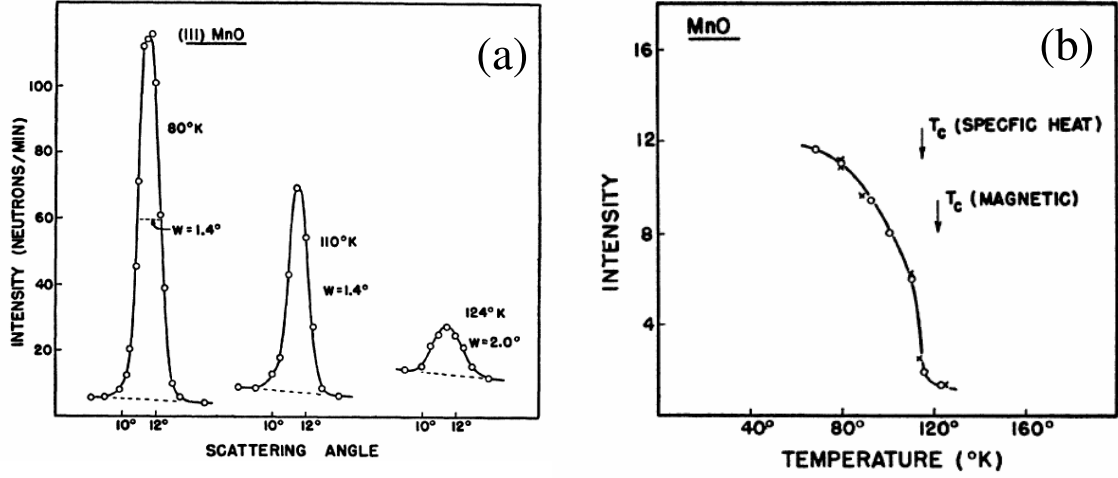 (111) MnO
(a)
INTENSITY (NEUTRONS/MIN)
100
80
60
40
20
80°K
W=1.4°
110°K
W=1.4°
124°K
W=2.0°
10° 12°
10° 12°
10° 12°
SCATTERING ANGLE
MnO
(b)
INTENSITY
16
12
8
4
Tc (SPECFIC HEAT)
Tc (MAGNETIC)
40° 80° 120° 160°
TEMPERATURE (°K)